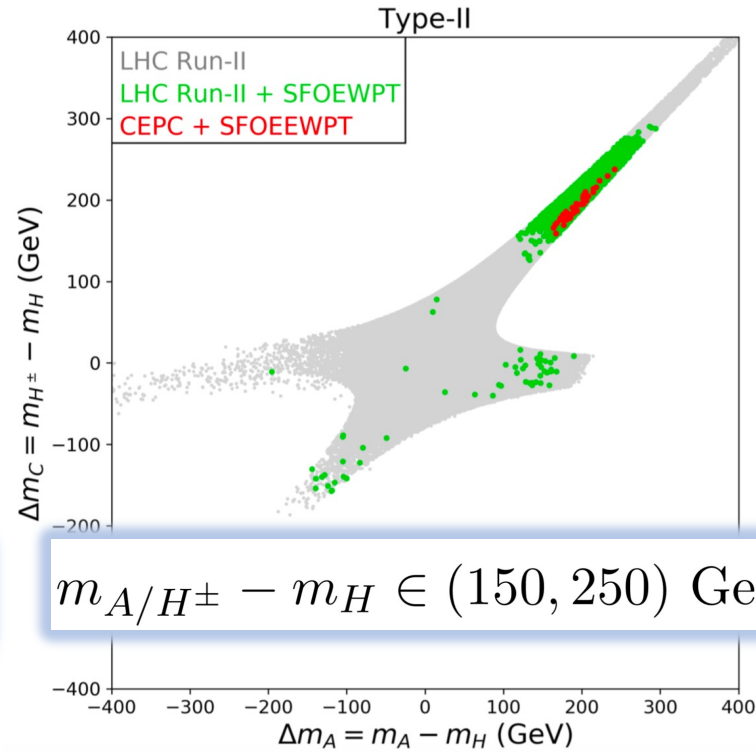 Type-II
400
LHC Run-II
LHC Run-II + SFOEWPT
CEPC + SFOEEWPT
300
200
100
0
−100
−200
−400
Δm_C = m_{H^±} − m_H (GeV)
m_{A/H^±} − m_H ∈ (150, 250) Ge
−400 −300 −200 −100 0 100 200 300 400
Δm_A = m_A − m_H (GeV)